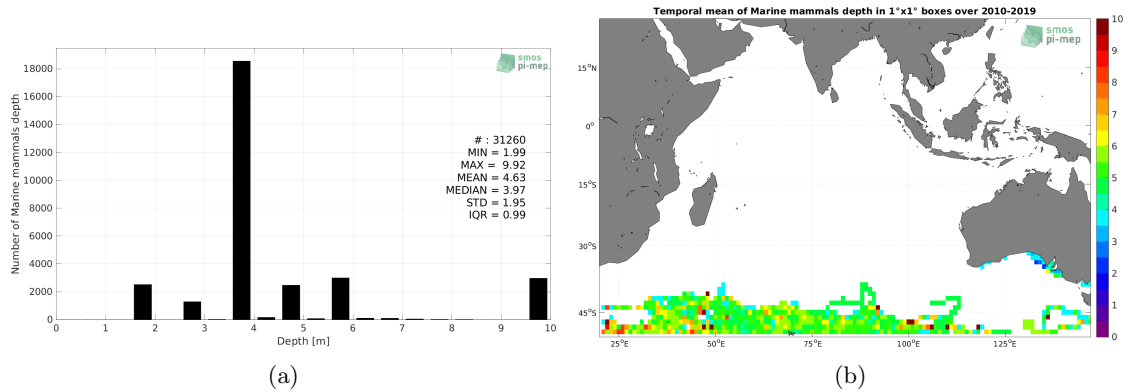 smos
pi-mep
18000
16000
14000
12000
10000
8000
6000
4000
2000
0
Number of Marine mammals depth
# : 31260
MIN = 1.99
MAX = 9.92
MEAN = 4.63
MEDIAN = 3.97
STD = 1.95
IQR = 0.99
0 1 2 3 4 5 6 7 8 9 10
Depth [m]
(a)
Temporal mean of Marine mammals depth in 1°x1° boxes over 2010-2019
smos
pi-mep
15°N
0°
15°S
30°S
45°S
25°E 50°E 75°E 100°E 125°E
10
9
8
7
6
5
4
3
2
1
0
(b)